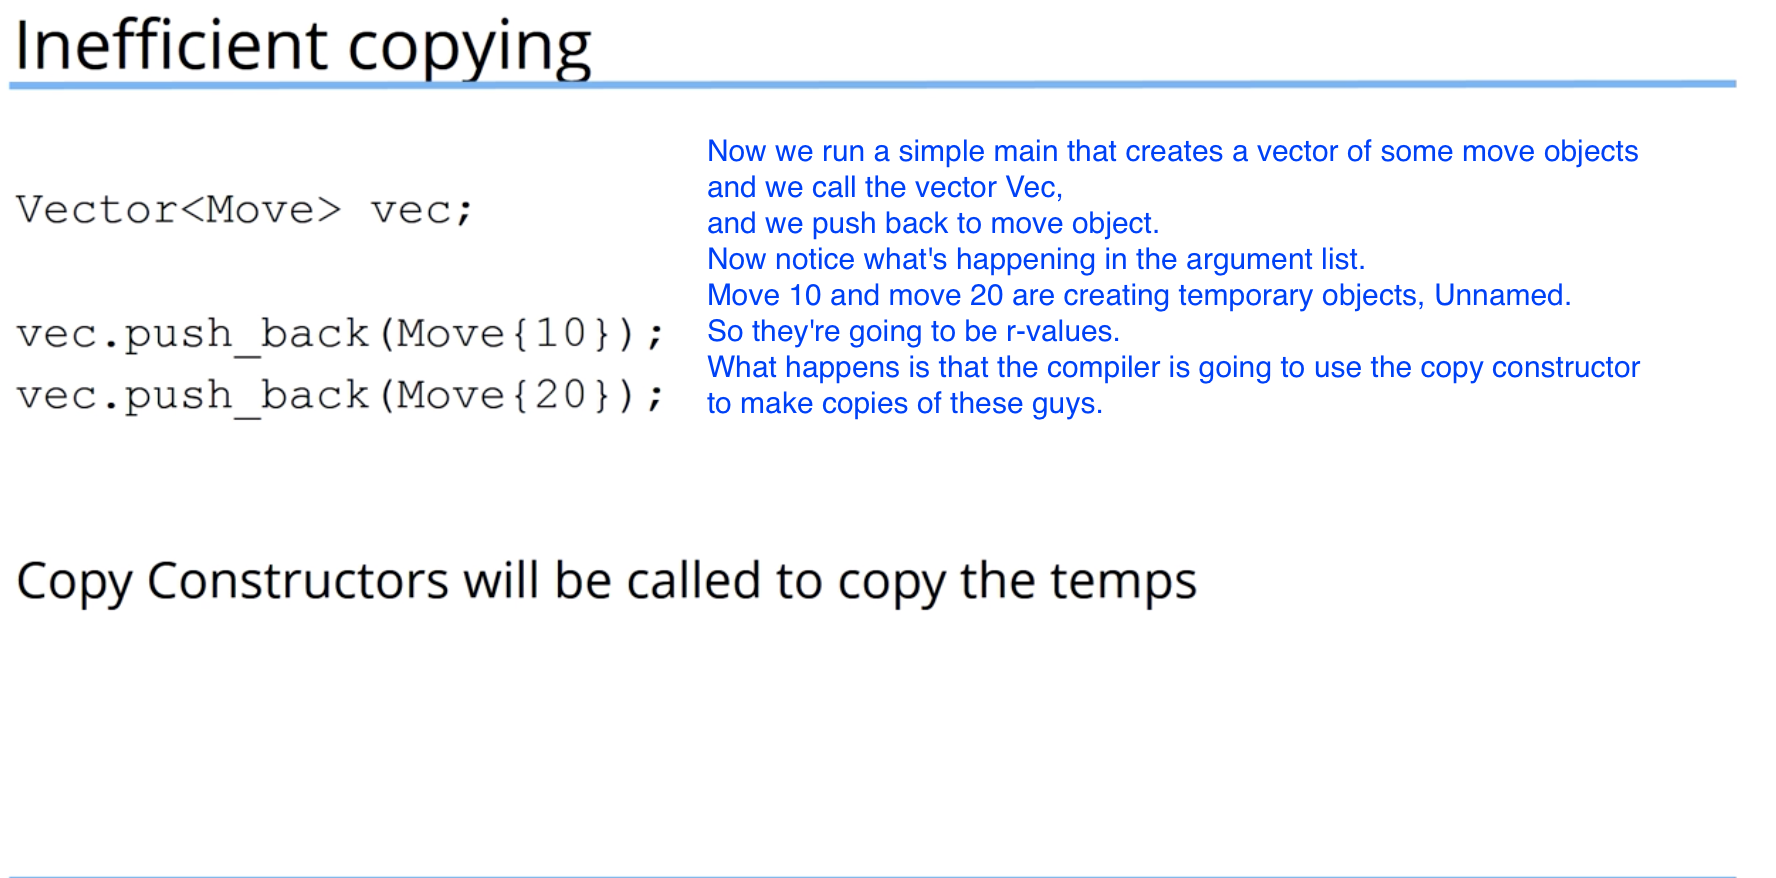 Inefficient copying
Vector<Move> vec;
vec.push_back(Move{10});
vec.push_back(Move{20});
Now we run a simple main that creates a vector of some move objects
and we call the vector Vec,
and we push back to move object.
Now notice what's happening in the argument list.
Move 10 and move 20 are creating temporary objects, Unnamed.
So they're going to be r-values.
What happens is that the compiler is going to use the copy constructor
to make copies of these guys.
Copy Constructors will be called to copy the temps